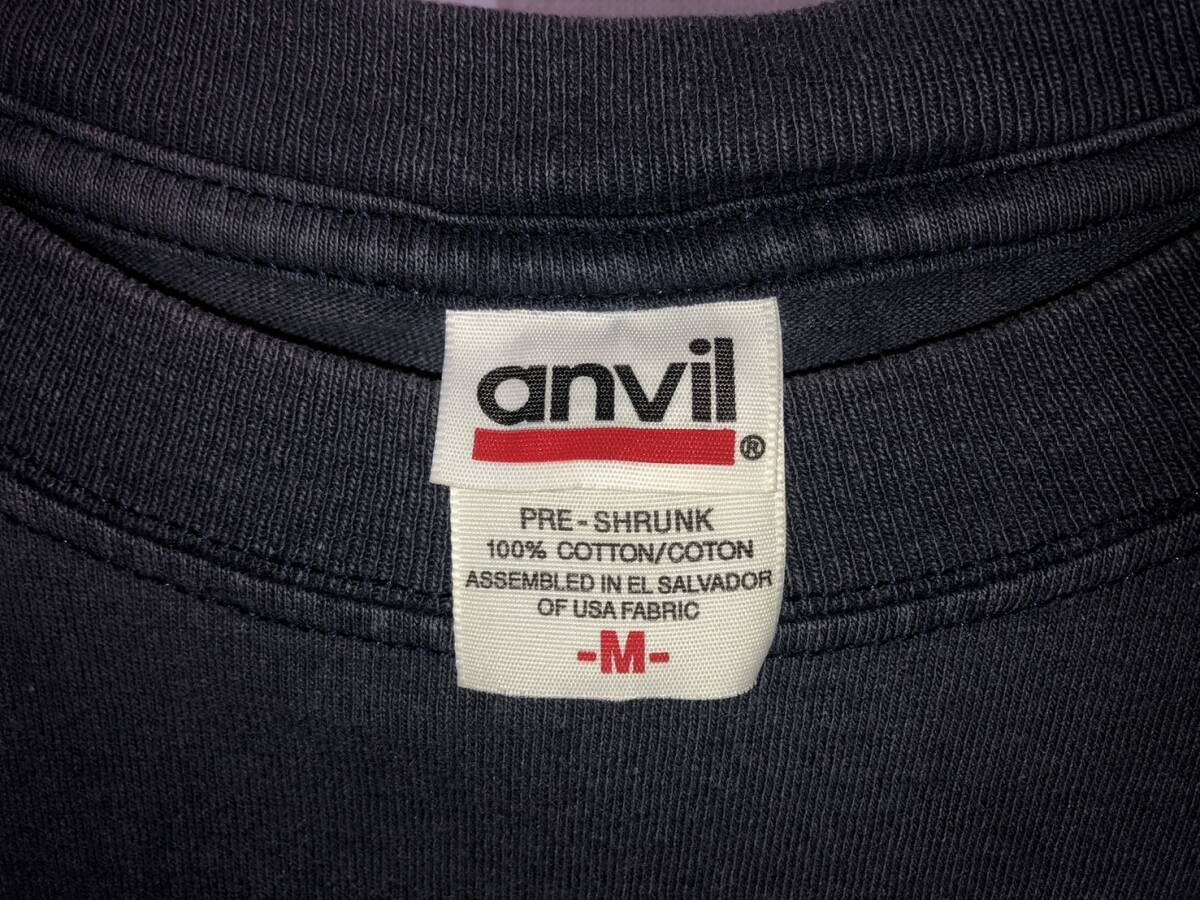 anvil
®
PRE-SHRUNK
100% COTTON/COTON
ASSEMBLED IN EL SALVADOR
OF USA FABRIC
-M-